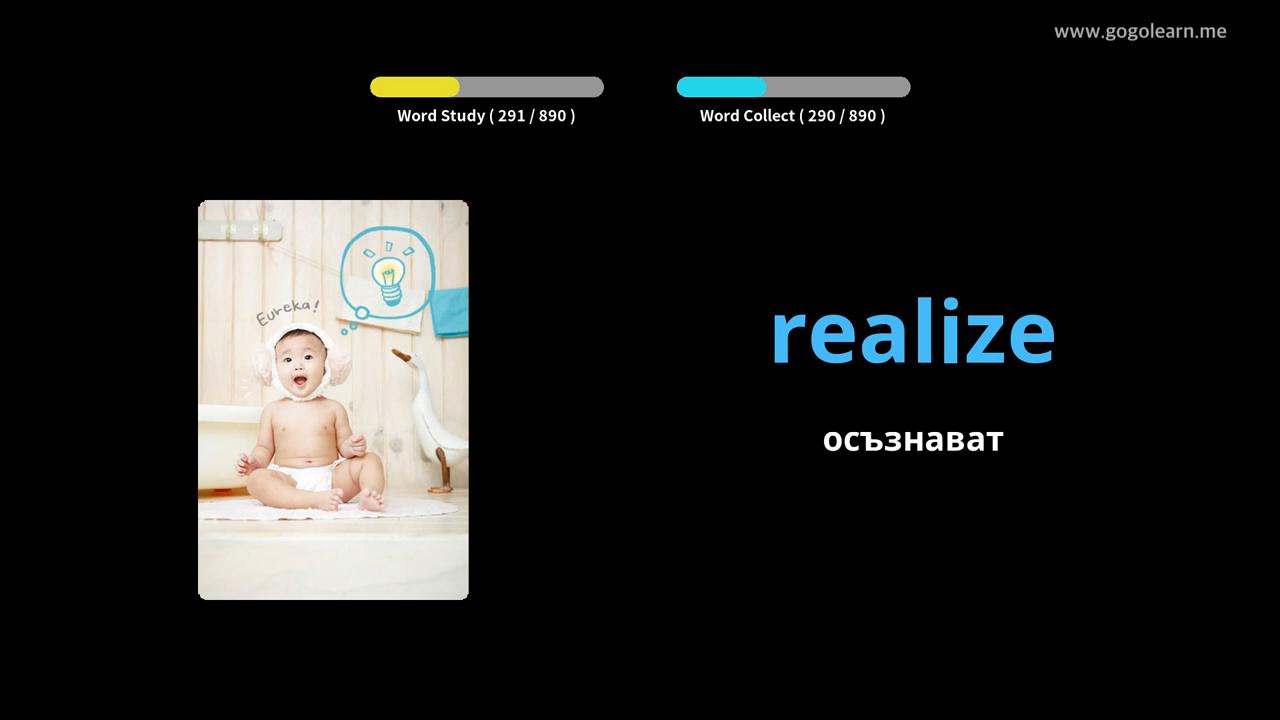 www.gogolearn.me
Word Study ( 291 / 890 )
Word Collect ( 290 / 890 )
Eureka!
realize
осъзнават